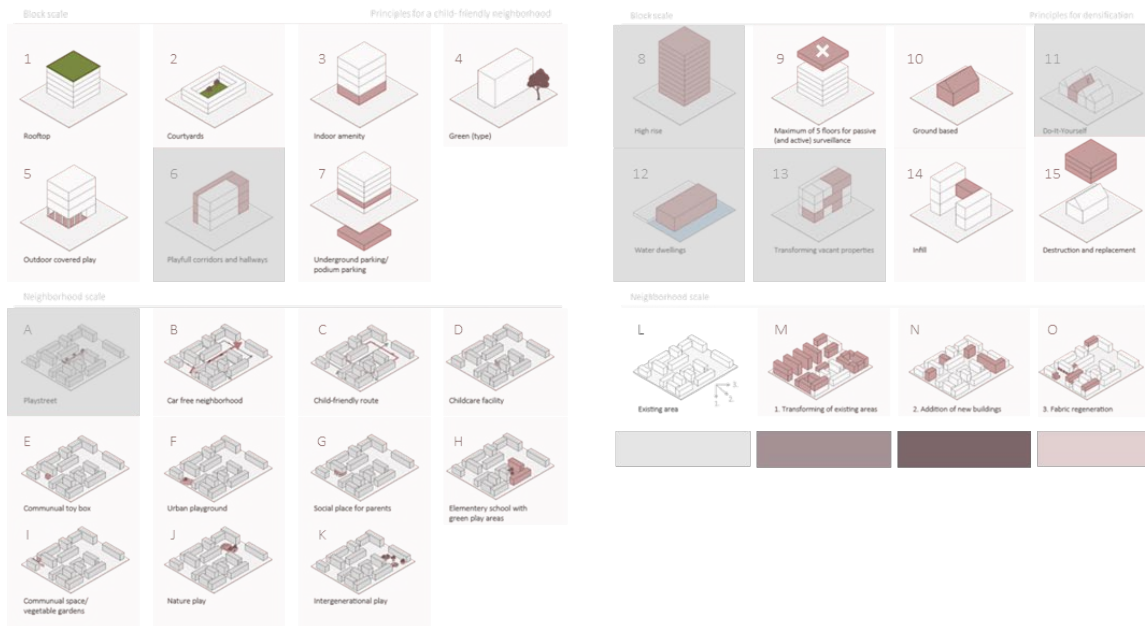 Block scale
Principles for a child- friendly neighborhood
1
2
3
4
Rooftop
Courtyards
Indoor amenity
Green (type)
5
6
7
Outdoor covered play
Playfull corridors and hallways
Underground parking/
podium parking
Neighborhood scale
A
B
C
D
Playstreet
Car free neighborhood
Child-friendly route
Childcare facility
E
F
G
H
Communual toy box
Urban playground
Social place for parents
Elementery school with
green play areas
I
J
K
Communual space/
vegetable gardens
Nature play
Intergenerational play
Block scale
Principles for densification
8
9
10
11
High rise
Maximum of 5 floors for passive
(and active) surveillance
Ground based
Do-It-Yourself
12
13
14
15
Water dwellings
Transforming vacant properties
Infill
Destruction and replacement
Neighborhood scale
L
M
N
O
3.
2.
1.
Existing area
1. Transforming of existing areas
2. Addition of new buildings
3. Fabric regeneration